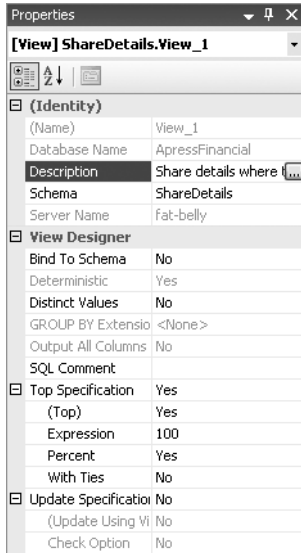 Properties
[View] ShareDetails.View_1
(Identity)
(Name) View_1
Database Name ApressFinancial
Description Share details where
Schema ShareDetails
Server Name fat-belly
View Designer
Bind To Schema No
Deterministic Yes
Distinct Values No
GROUP BY Extensio <None>
Output All Columns No
SQL Comment
Top Specification Yes
(Top) Yes
Expression 100
Percent Yes
With Ties No
Update Specification No
(Update Using Vi No
Check Option No